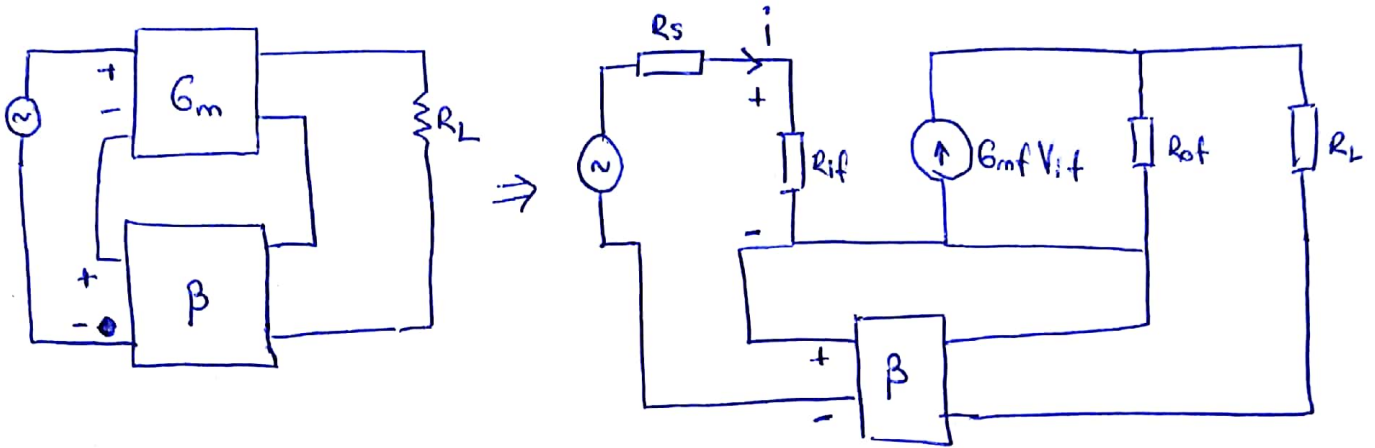 +
-
Gm
RL
+
-
β
⇒
Rs
i
+
Rif
-
Gmf Vif
Rof
RL
+
β
-